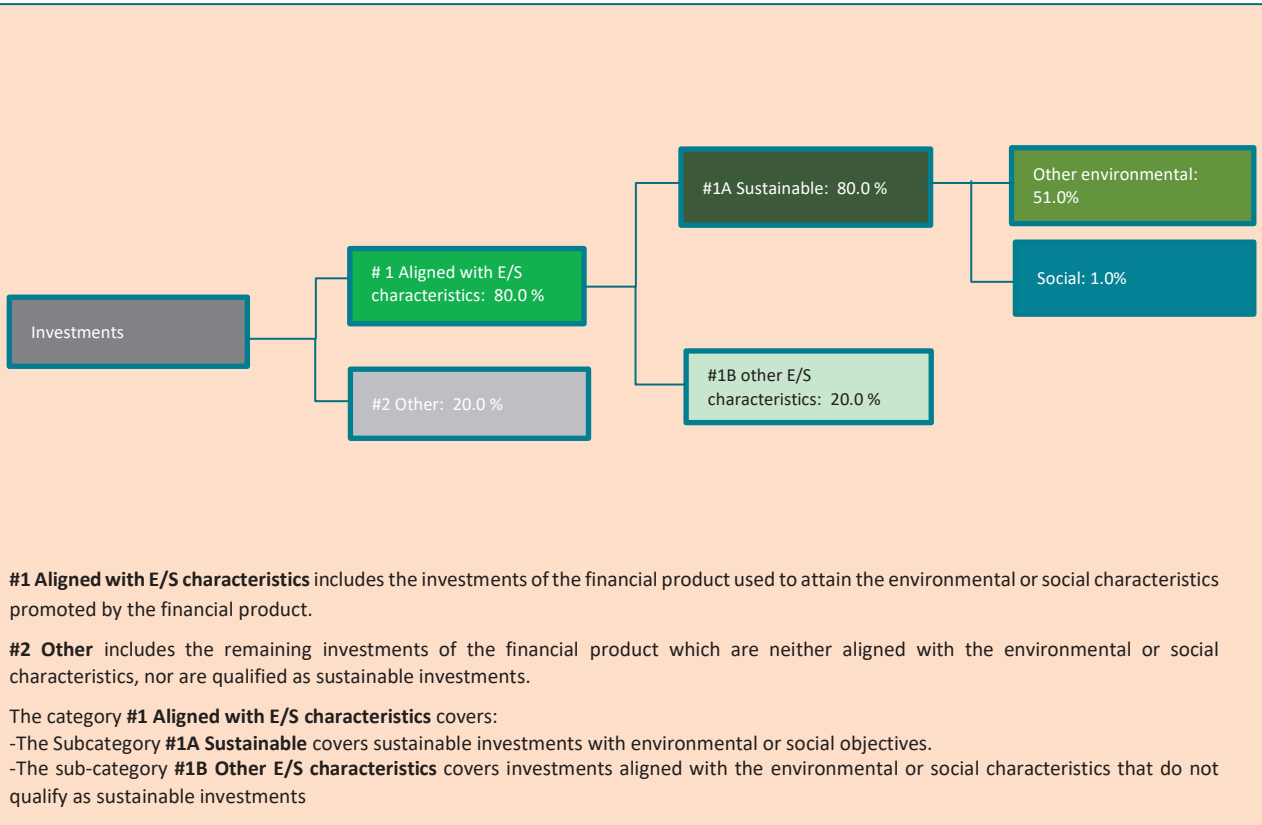 Investments
# 1 Aligned with E/S
characteristics:  80.0 %
#2 Other:  20.0 %
#1A Sustainable:  80.0 %
#1B other E/S
characteristics:  20.0 %
Other environmental:
51.0%
Social: 1.0%
#1 Aligned with E/S characteristics includes the investments of the financial product used to attain the environmental or social characteristics
promoted by the financial product.
#2 Other includes the remaining investments of the financial product which are neither aligned with the environmental or social
characteristics, nor are qualified as sustainable investments.
The category #1 Aligned with E/S characteristics covers:
-The Subcategory #1A Sustainable covers sustainable investments with environmental or social objectives.
-The sub-category #1B Other E/S characteristics covers investments aligned with the environmental or social characteristics that do not
qualify as sustainable investments